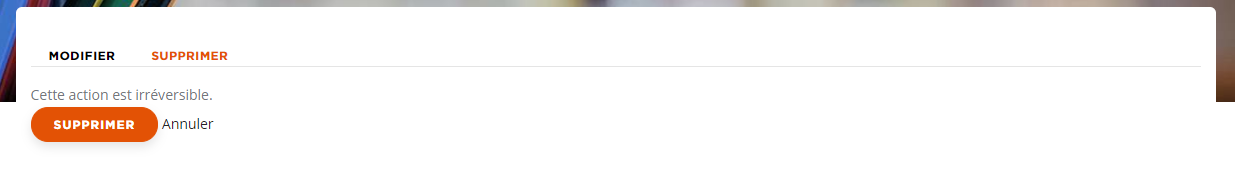 MODIFIER SUPPRIMER
Cette action est irréversible.
SUPPRIMER Annuler